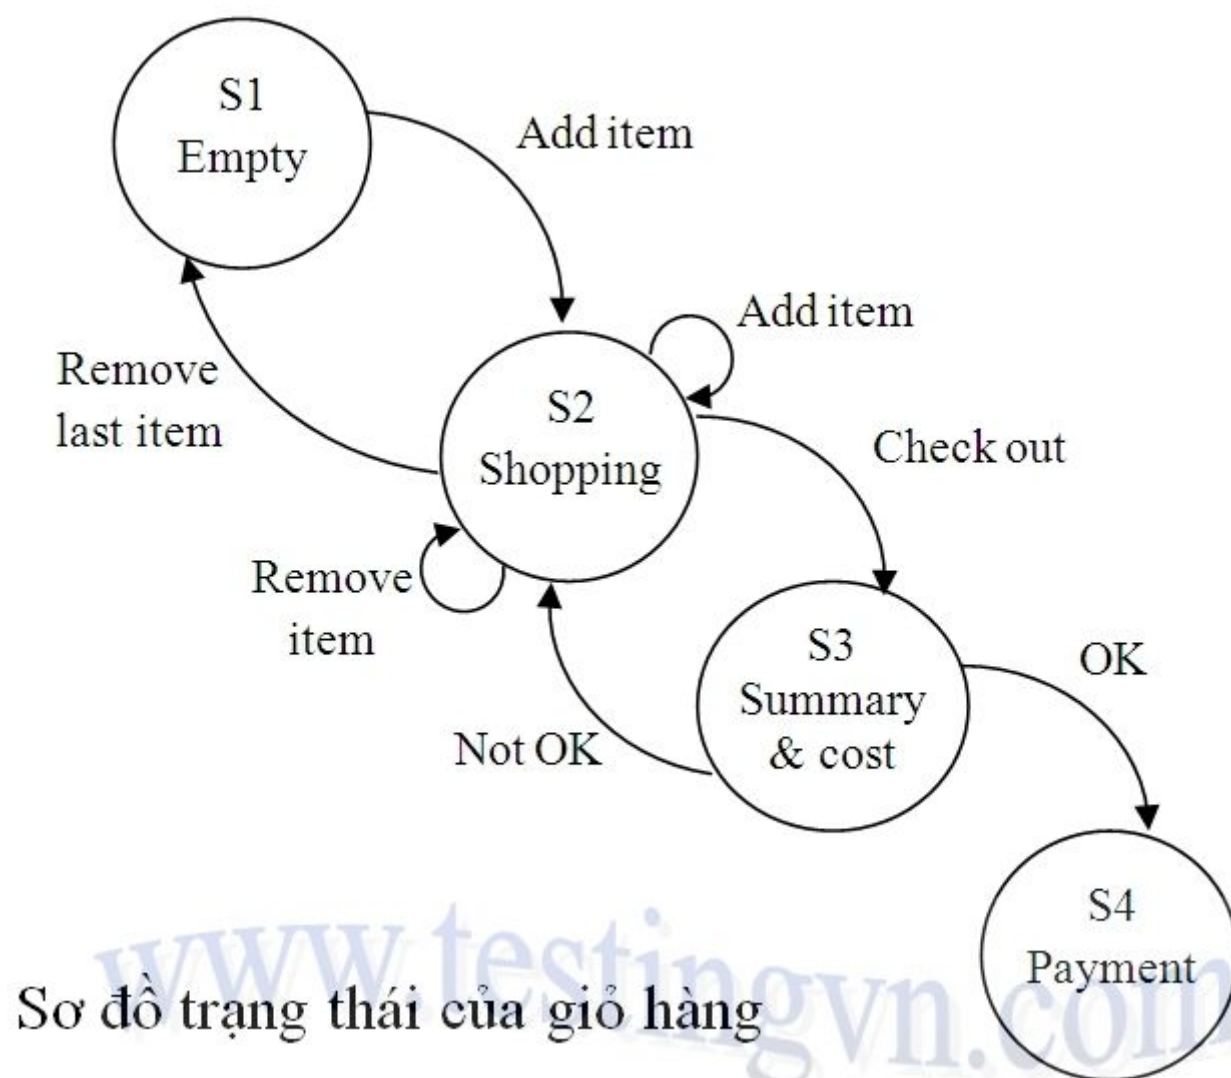 S1
Empty
Add item
Add item
Remove
last item
S2
Shopping
Check out
Remove
item
S3
Summary
& cost
OK
Not OK
S4
Payment
www.testingvn.com
Sơ đồ trạng thái của giỏ hàng